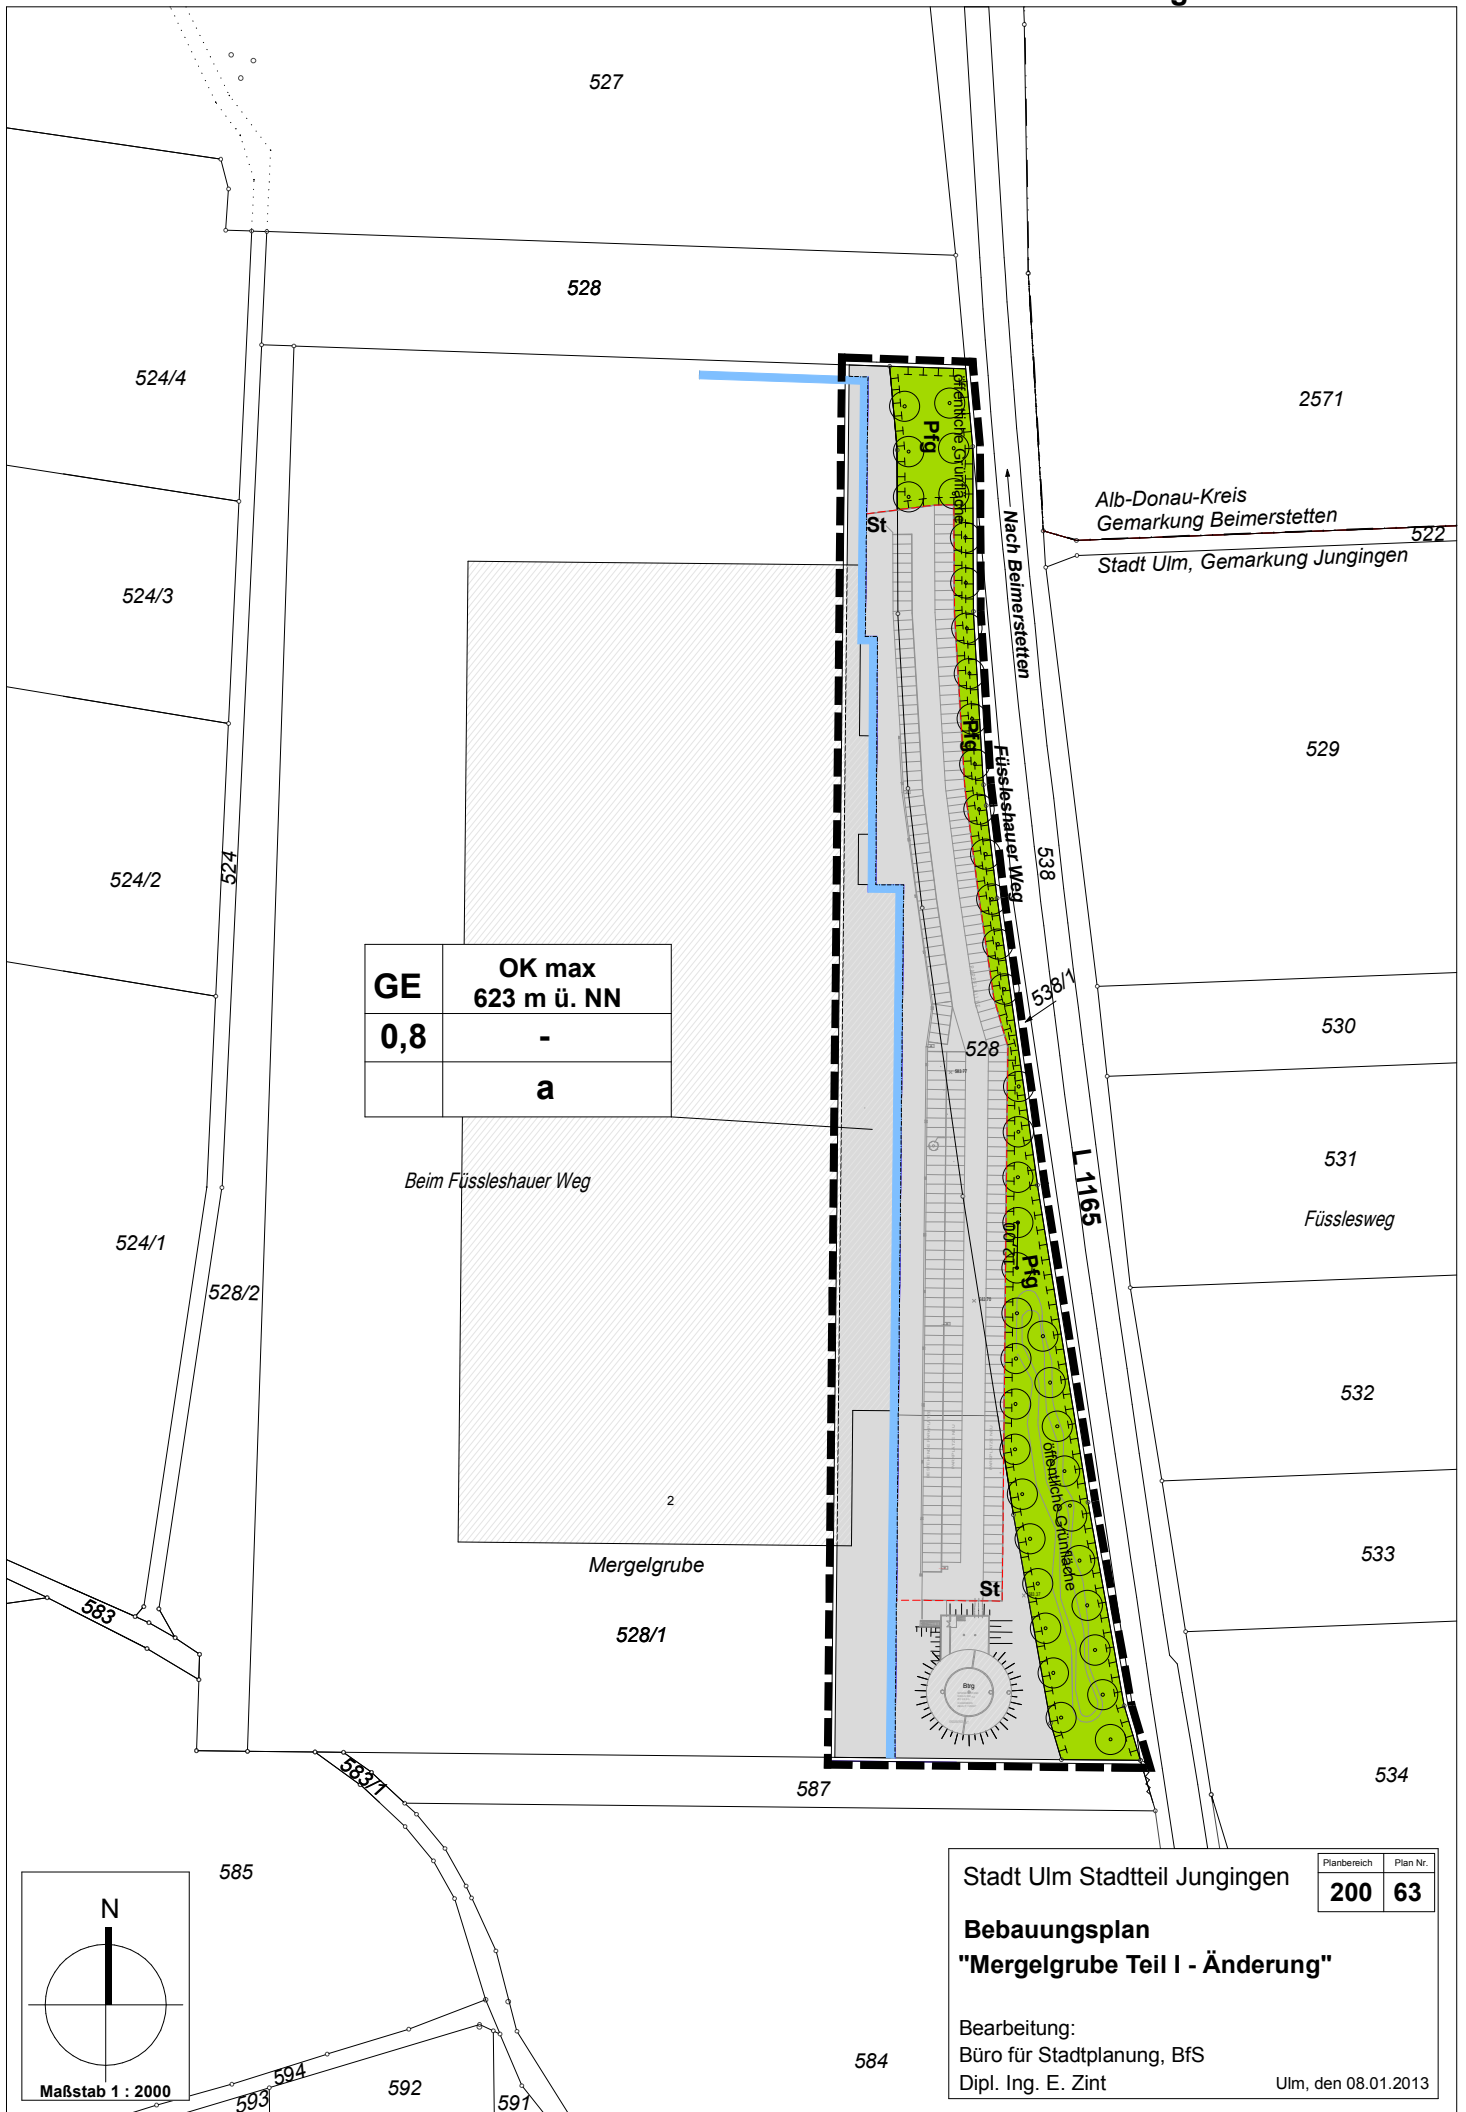 527
528
524/4
2571
öffentliche Grünfläche
Pfg
Alb-Donau-Kreis
Gemarkung Beimerstetten
522
Stadt Ulm, Gemarkung Jungingen
St
Nach Beimerstetten
524/3
Pfg
Füssleshauer Weg
529
524/2
524
538
GE
OK max
623 m ü. NN
0,8
-
a
538/1
528
530
Beim Füssleshauer Weg
L 1165
531
Füsslesweg
524/1
528/2
Pfg
532
öffentliche Grünfläche
2
Mergelgrube
533
St
583
528/1
Blrg
583/1
587
534
585
N
Maßstab 1 : 2000
594
593
592
591
584
Stadt Ulm Stadtteil Jungingen
Planbereich
Plan Nr.
200
63
Bebauungsplan
"Mergelgrube Teil I - Änderung"
Bearbeitung:
Büro für Stadtplanung, BfS
Dipl. Ing. E. Zint
Ulm, den 08.01.2013